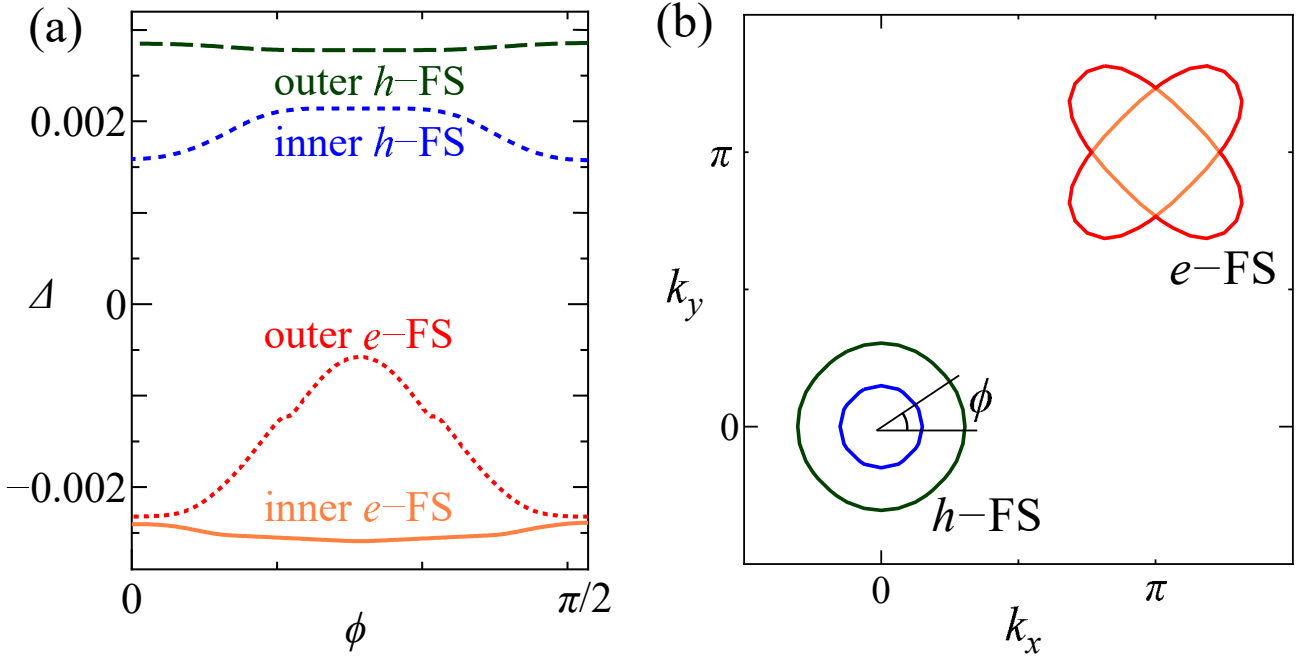 (a)
outer h−FS
0.002
inner h−FS
Δ
0
outer e−FS
−0.002
inner e−FS
0
π/2
ϕ
(b)
π
e−FS
k_y
ϕ
0
h−FS
0
π
k_x